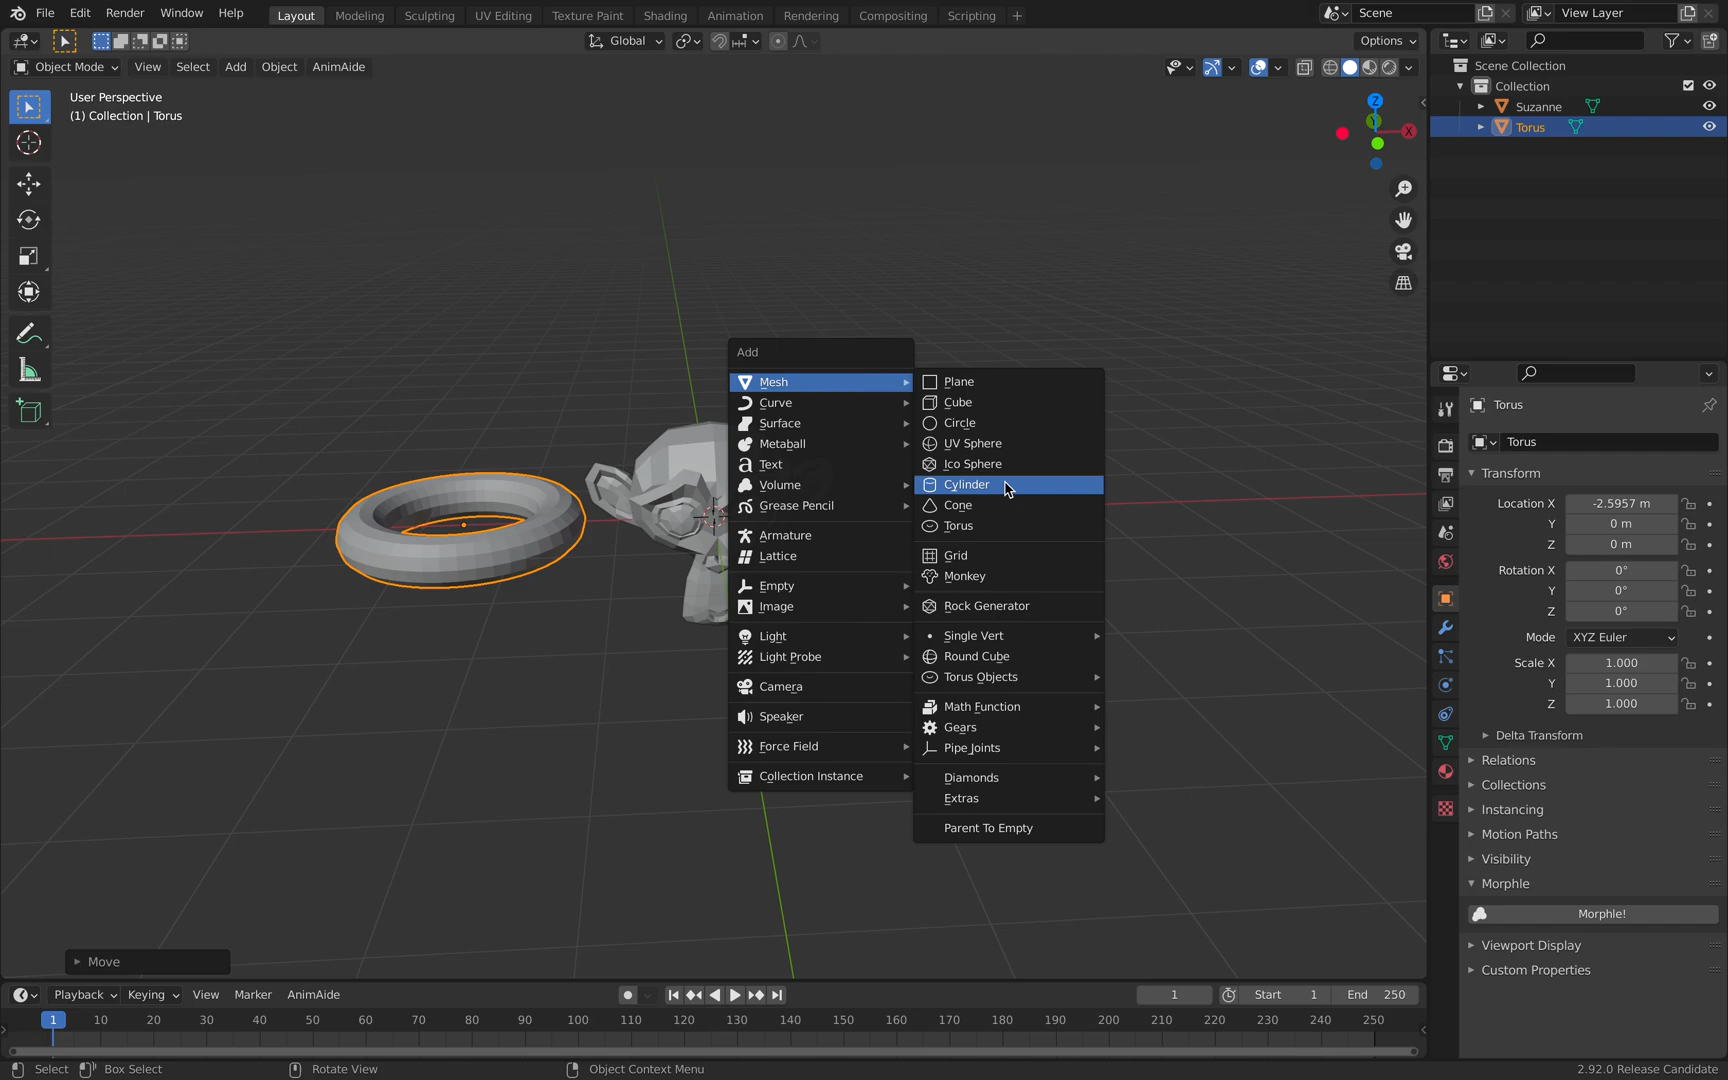 File Edit Render Window Help Layout Modeling Sculpting UV Editing Texture Paint Shading Animation Rendering Compositing Scripting + Scene View Layer
Global Options
Object Mode View Select Add Object AnimAide
User Perspective
(1) Collection | Torus
Z
Y
X
Scene Collection
Collection
Suzanne
Torus
Add
Mesh
Curve
Surface
Metaball
Text
Volume
Grease Pencil
Armature
Lattice
Empty
Image
Light
Light Probe
Camera
Speaker
Force Field
Collection Instance
Plane
Cube
Circle
UV Sphere
Ico Sphere
Cylinder
Cone
Torus
Grid
Monkey
Rock Generator
Single Vert
Round Cube
Torus Objects
Math Function
Gears
Pipe Joints
Diamonds
Extras
Parent To Empty
Torus
Torus
Transform
Location X -2.5957 m
Y 0 m
Z 0 m
Rotation X 0°
Y 0°
Z 0°
Mode XYZ Euler
Scale X 1.000
Y 1.000
Z 1.000
Delta Transform
Relations
Collections
Instancing
Motion Paths
Visibility
Morphle
Morphle!
Viewport Display
Custom Properties
Move
Playback Keying View Marker AnimAide 1 Start 1 End 250
1 10 20 30 40 50 60 70 80 90 100 110 120 130 140 150 160 170 180 190 200 210 220 230 240 250
Select Box Select Rotate View Object Context Menu 2.92.0 Release Candidate